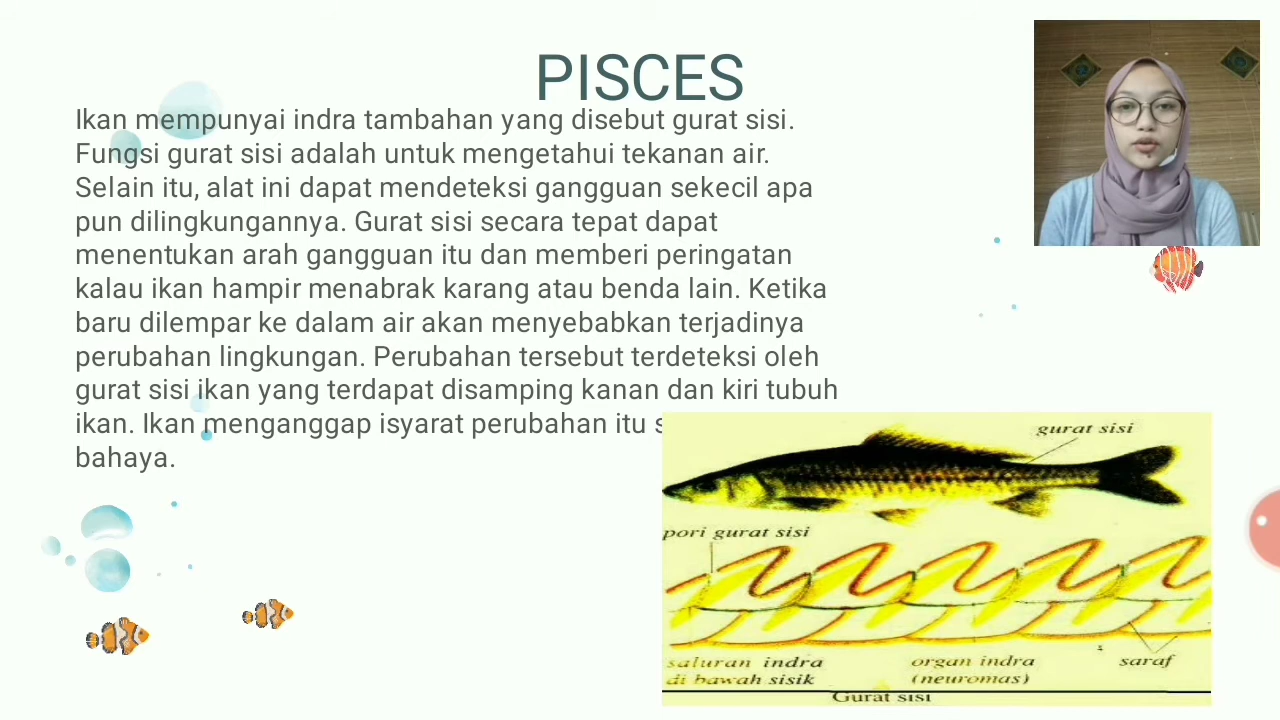 PISCES
Ikan mempunyai indra tambahan yang disebut gurat sisi.
Fungsi gurat sisi adalah untuk mengetahui tekanan air.
Selain itu, alat ini dapat mendeteksi gangguan sekecil apa
pun dilingkungannya. Gurat sisi secara tepat dapat
menentukan arah gangguan itu dan memberi peringatan
kalau ikan hampir menabrak karang atau benda lain. Ketika
baru dilempar ke dalam air akan menyebabkan terjadinya
perubahan lingkungan. Perubahan tersebut terdeteksi oleh
gurat sisi ikan yang terdapat disamping kanan dan kiri tubuh
ikan. Ikan menganggap isyarat perubahan itu
bahaya.
gurat sisi
pori gurat sisi
saluran indra
di bawah sisik
organ indra
(neuromas)
saraf
Gurat sisi